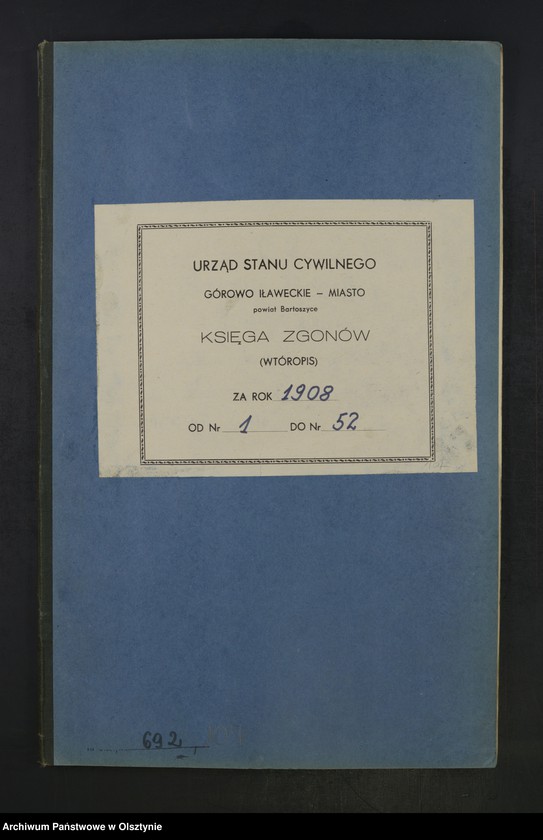 URZĄD STANU CYWILNEGO
GÓROWO IŁAWECKIE – MIASTO
powiat Bartoszyce
KSIĘGA ZGONÓW
(WTÓROPIS)
ZA ROK 1908
OD Nr 1 DO Nr 52
692
Archiwum Państwowe w Olsztynie